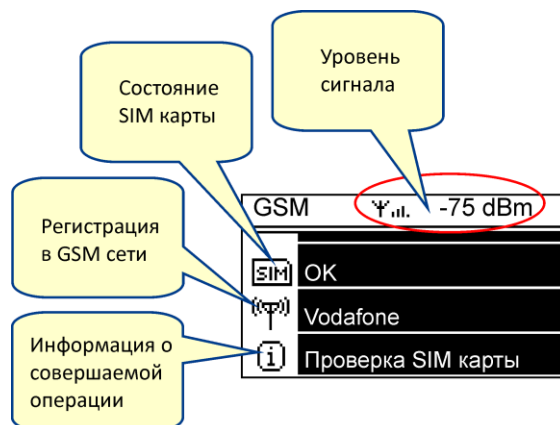 Уровень
сигнала
Состояние
SIM карты
GSM -75 dBm
Регистрация
в GSM сети
SIM OK
Vodafone
Информация о
совершаемой
операции
i Проверка SIM карты